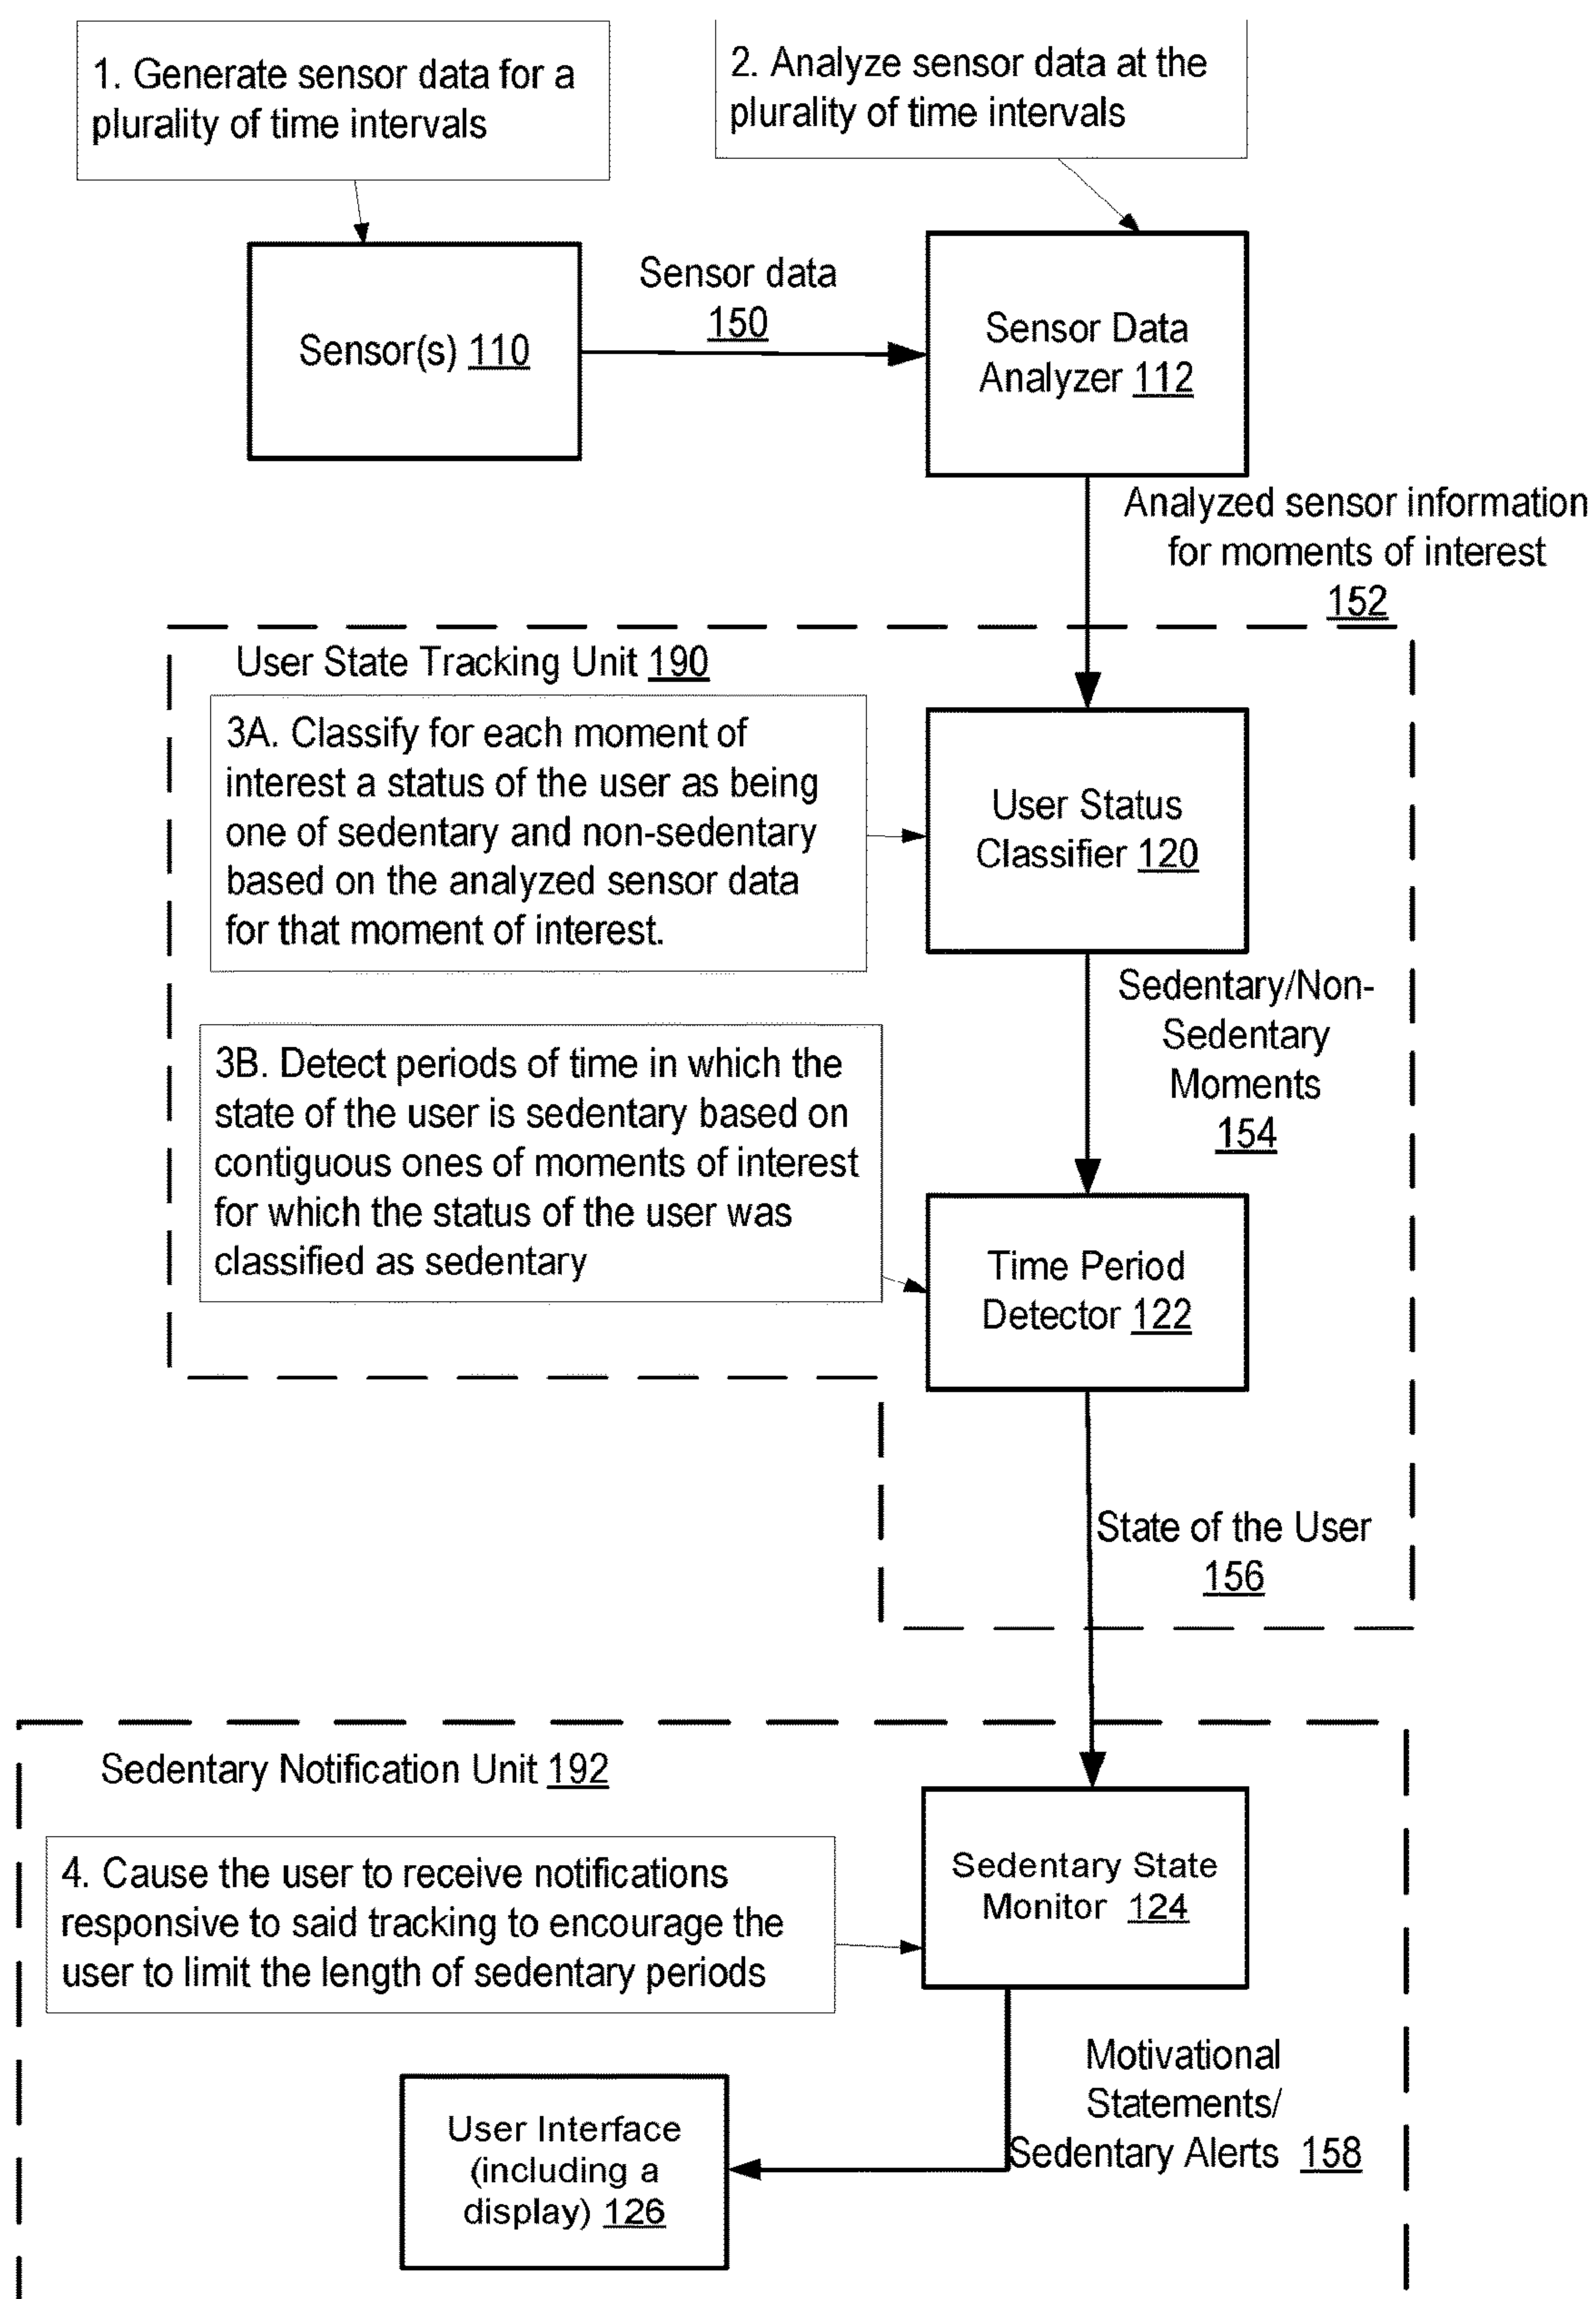 1. Generate sensor data for a
plurality of time intervals
2. Analyze sensor data at the
plurality of time intervals
Sensor(s) 110
Sensor data
150
Sensor Data
Analyzer 112
Analyzed sensor information
for moments of interest
152
User State Tracking Unit 190
3A. Classify for each moment of
interest a status of the user as being
one of sedentary and non-sedentary
based on the analyzed sensor data
for that moment of interest.
User Status
Classifier 120
Sedentary/Non-
Sedentary
Moments
154
3B. Detect periods of time in which the
state of the user is sedentary based on
contiguous ones of moments of interest
for which the status of the user was
classified as sedentary
Time Period
Detector 122
State of the User
156
Sedentary Notification Unit 192
4. Cause the user to receive notifications
responsive to said tracking to encourage the
user to limit the length of sedentary periods
Sedentary State
Monitor 124
Motivational
Statements/
Sedentary Alerts 158
User Interface
(including a
display) 126